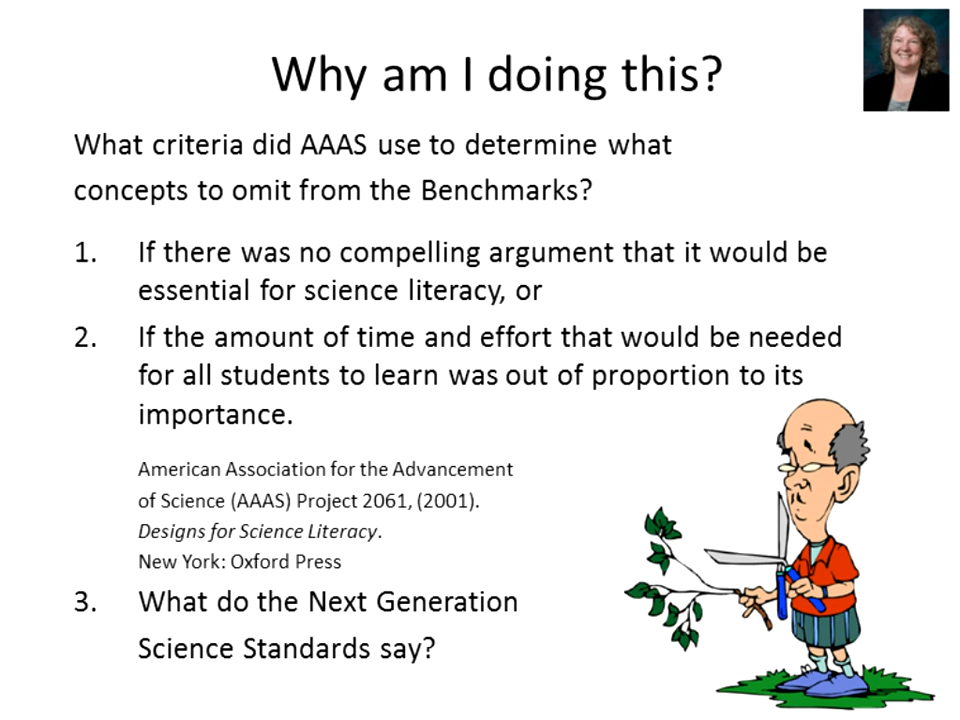 Why am I doing this?
What criteria did AAAS use to determine what
concepts to omit from the Benchmarks?
1. If there was no compelling argument that it would be
essential for science literacy, or
2. If the amount of time and effort that would be needed
for all students to learn was out of proportion to its
importance.
American Association for the Advancement
of Science (AAAS) Project 2061, (2001).
Designs for Science Literacy.
New York: Oxford Press
3. What do the Next Generation
Science Standards say?